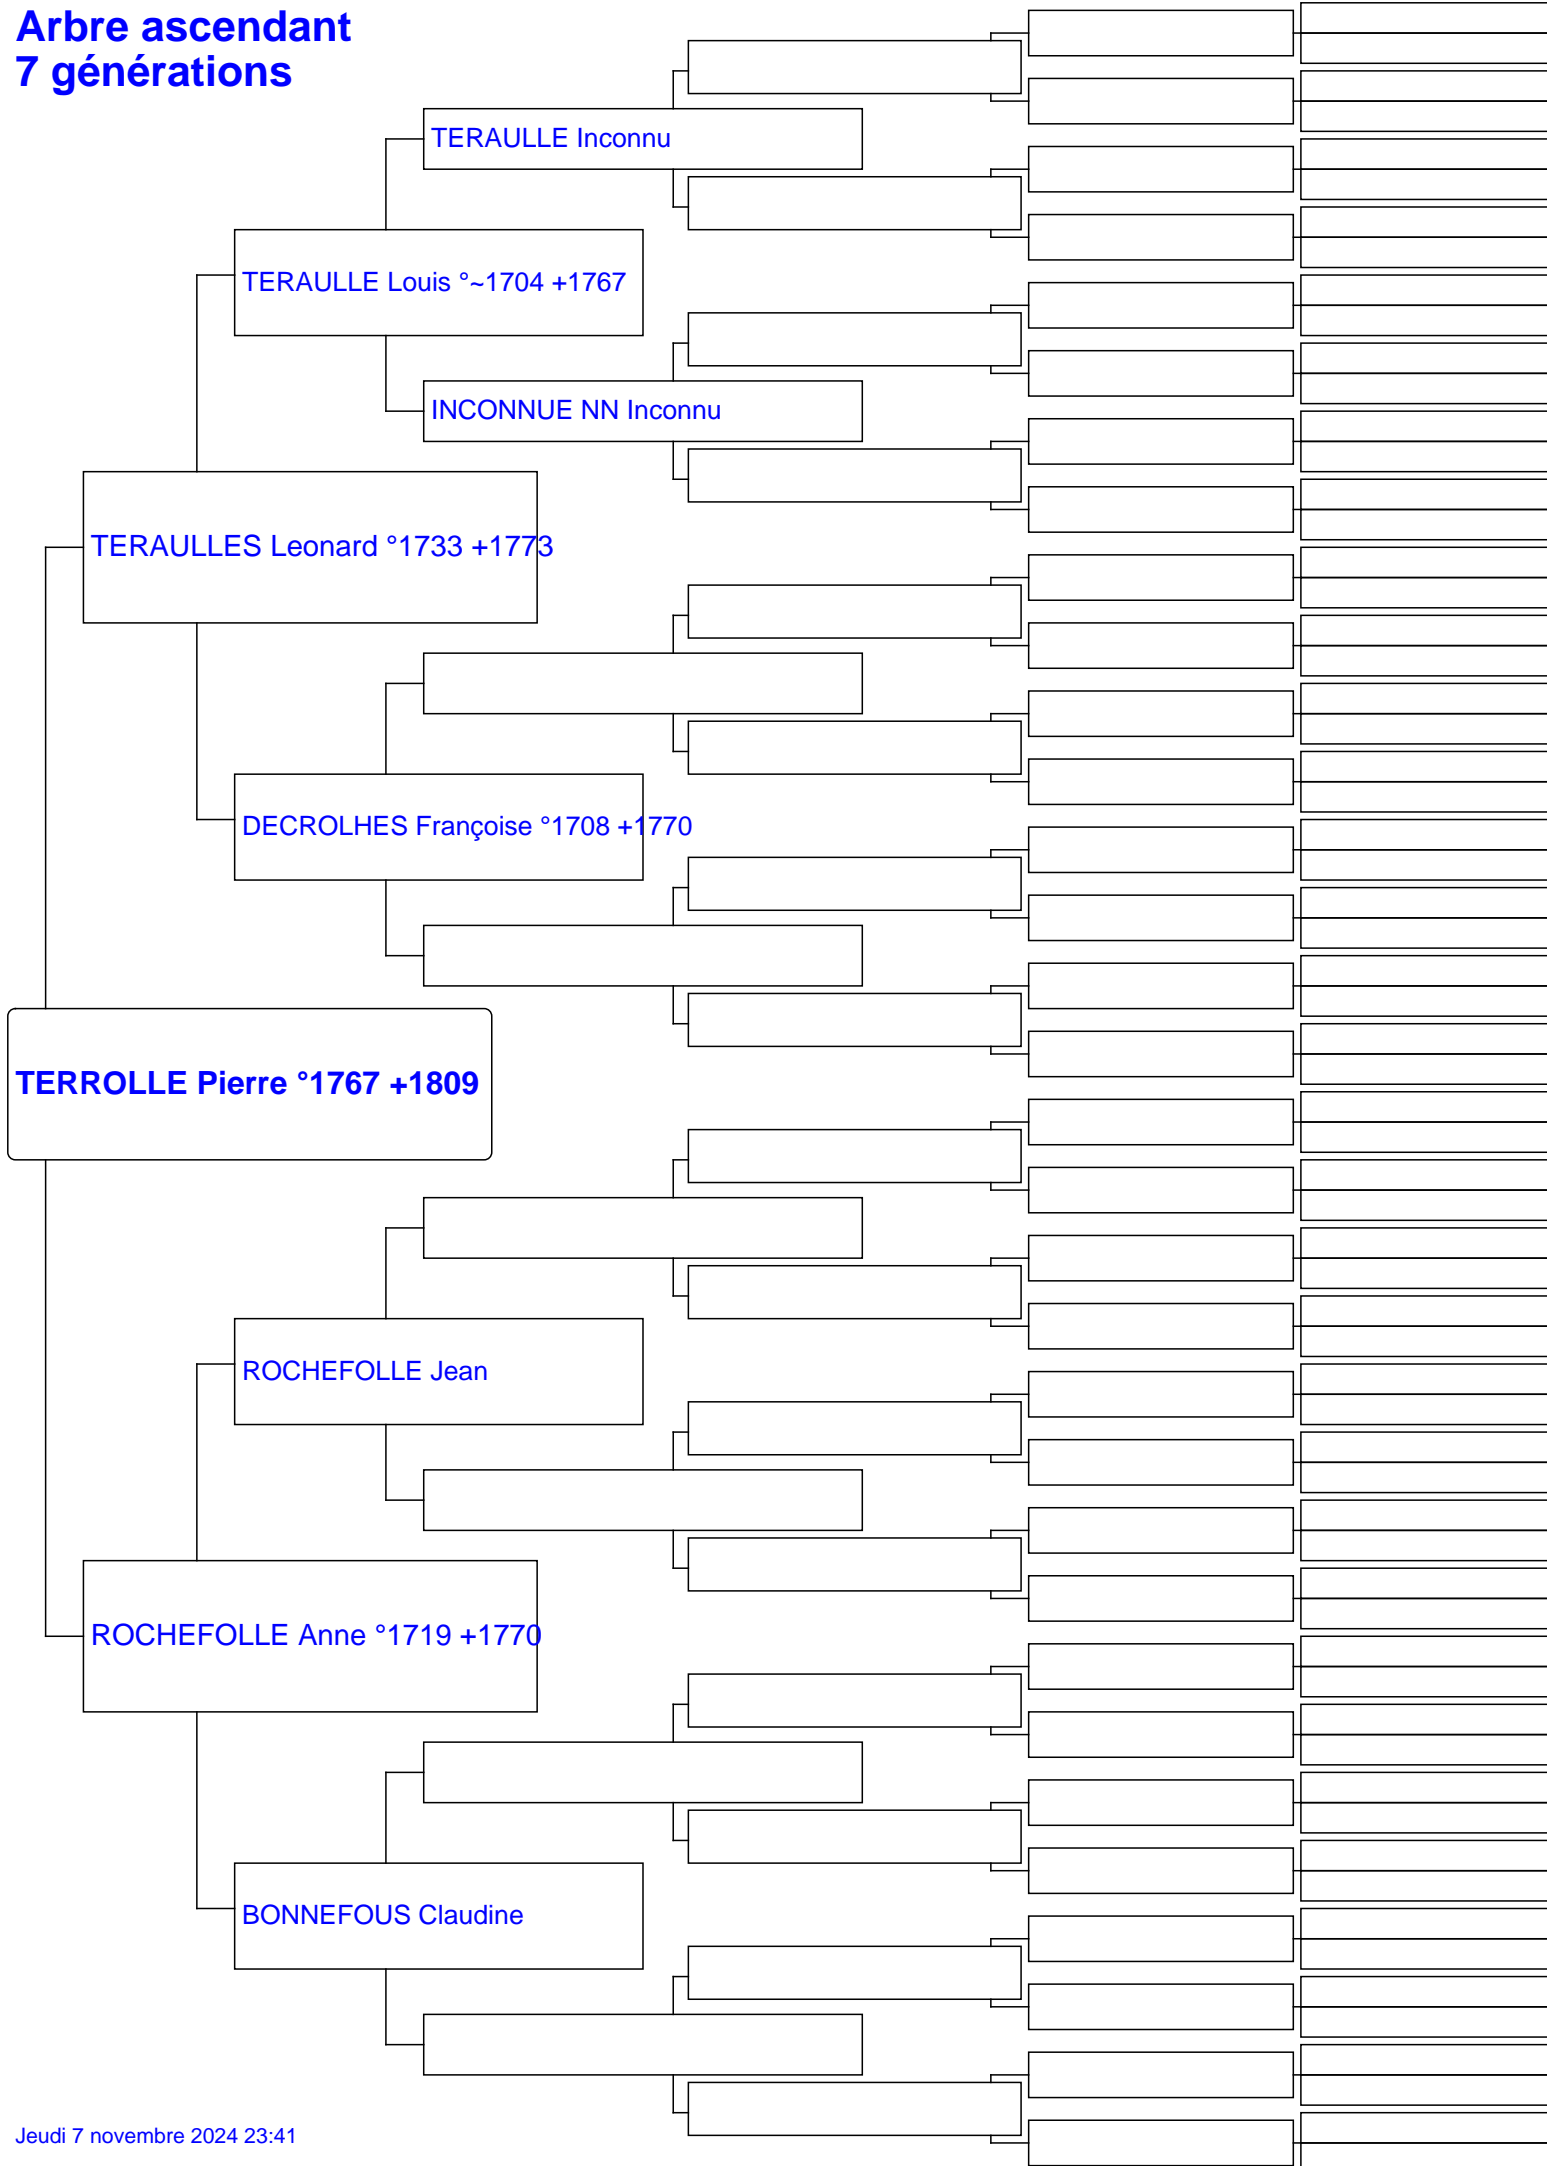 Arbre ascendant
7 générations
TERAULLE Inconnu
TERAULLE Louis °~1704 +1767
INCONNUE NN Inconnu
TERAULLES Leonard °1733 +1773
DECROLHES Françoise °1708 +1770
TERROLLE Pierre °1767 +1809
ROCHEFOLLE Jean
ROCHEFOLLE Anne °1719 +1770
BONNEFOUS Claudine
Jeudi 7 novembre 2024 23:41